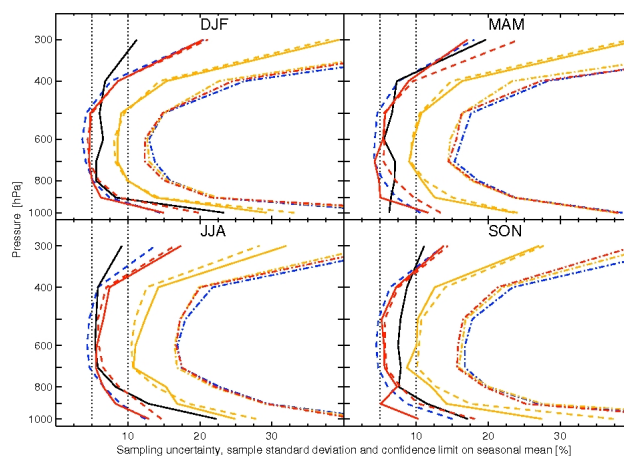 DJF
MAM
300
400
600
800
1000
Pressure [hPa]
JJA
SON
300
400
600
800
1000
10
20
30
10
20
30
Sampling uncertainty, sample standard deviation and confidence limit on seasonal mean [%]